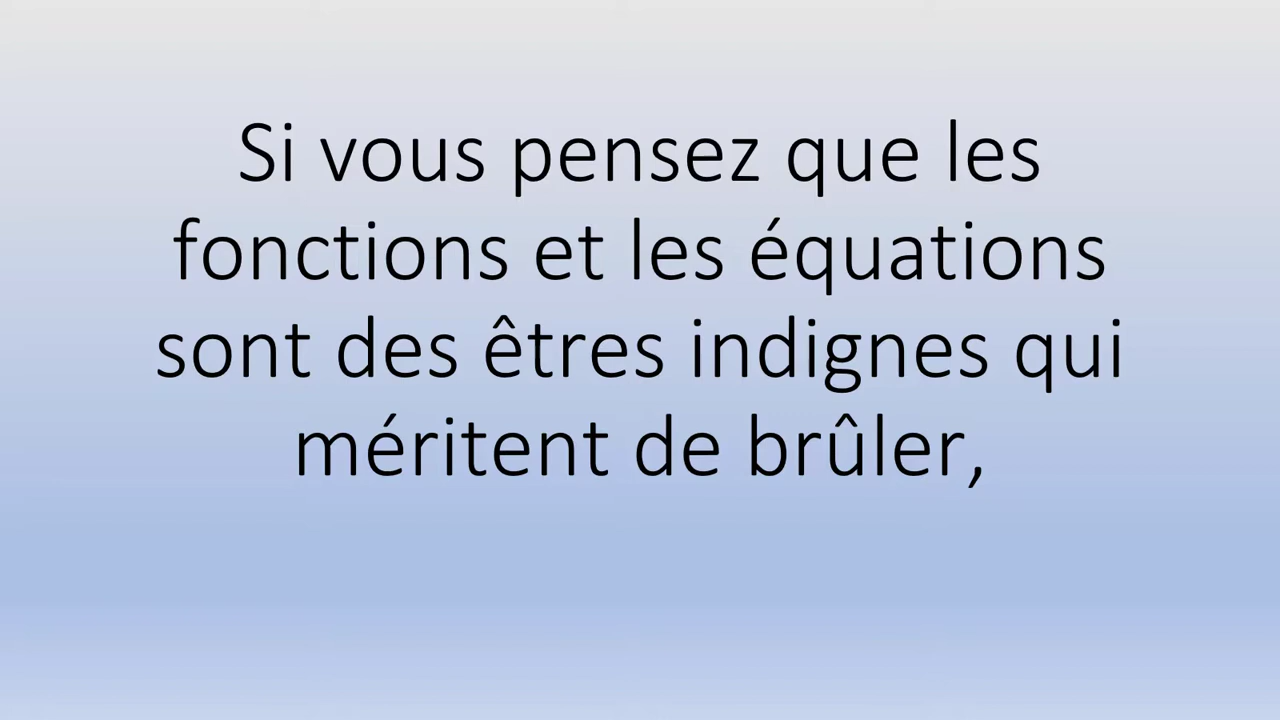 Si vous pensez que les
fonctions et les équations
sont des êtres indignes qui
méritent de brûler,